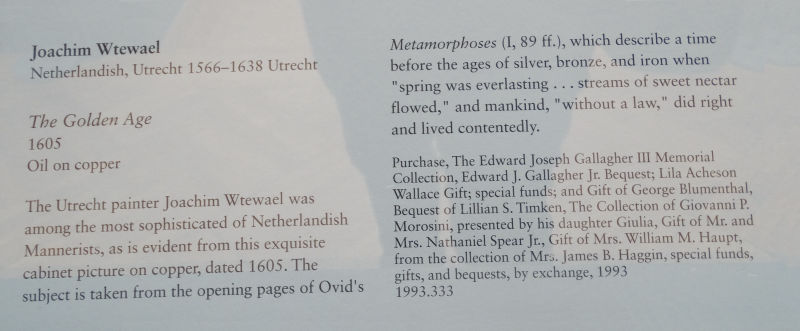 Joachim Wtewael
Netherlandish, Utrecht 1566–1638 Utrecht
The Golden Age
1605
Oil on copper
The Utrecht painter Joachim Wtewael was
among the most sophisticated of Netherlandish
Mannerists, as is evident from this exquisite
cabinet picture on copper, dated 1605. The
subject is taken from the opening pages of Ovid's
Metamorphoses (I, 89 ff.), which describe a time
before the ages of silver, bronze, and iron when
"spring was everlasting . . . streams of sweet nectar
flowed," and mankind, "without a law," did right
and lived contentedly.
Purchase, The Edward Joseph Gallagher III Memorial
Collection, Edward J. Gallagher Jr. Bequest; Lila Acheson
Wallace Gift; special funds; and Gift of George Blumenthal,
Bequest of Lillian S. Timken, The Collection of Giovanni P.
Morosini, presented by his daughter Giulia, Gift of Mr. and
Mrs. Nathaniel Spear Jr., Gift of Mrs. William M. Haupt,
from the collection of Mrs. James B. Haggin, special funds,
gifts, and bequests, by exchange, 1993
1993.333